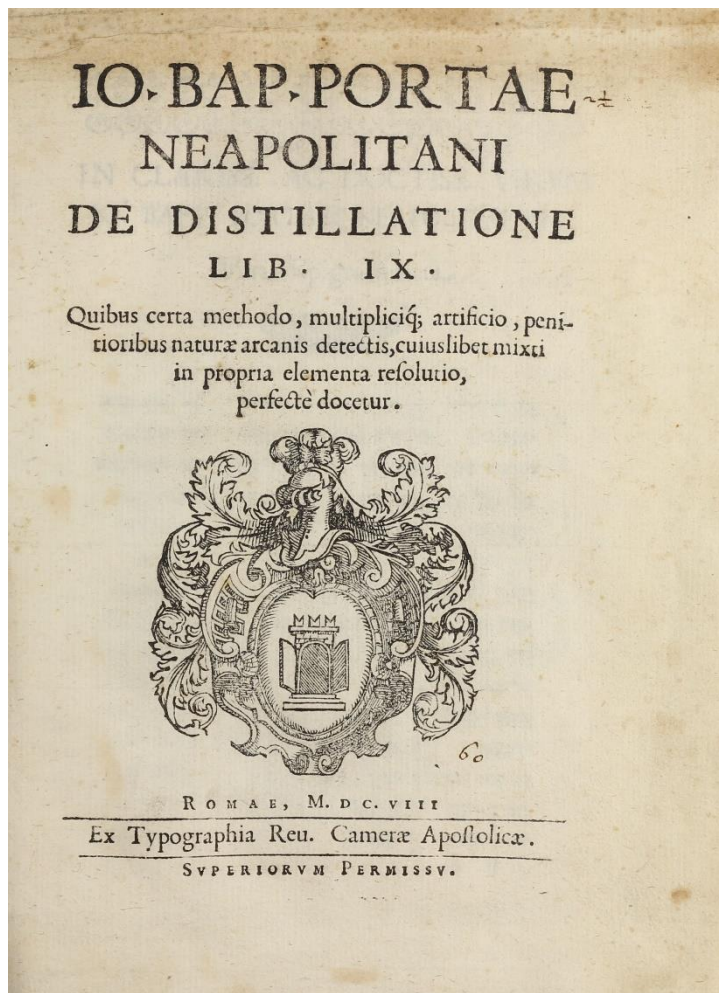 IO‣BAP‣PORTAE
NEAPOLITANI
DE DISTILLATIONE
LIB. IX.
Quibus certa methodo, multipliciq́; artificio, peni-
tioribus naturæ arcanis detectis, cuiuslibet mixti
in propria elementa reſolutio,
perfectè docetur.
60
ROMAE, M. DC. VIII
Ex Typographia Reu. Cameræ Apoſtolicæ.
SVPERIORVM PERMISSV.